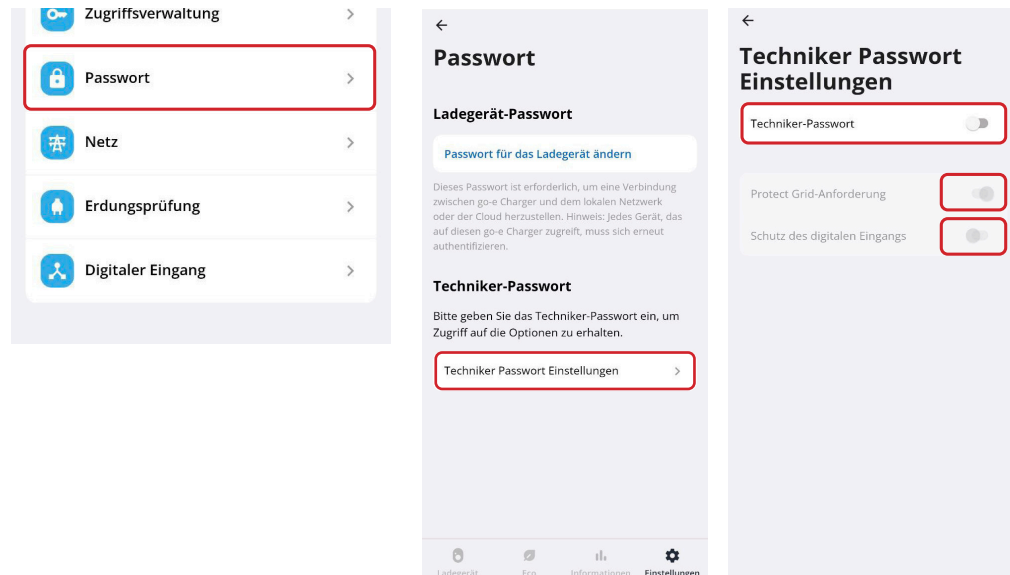 Zugriffsverwaltung
Passwort
Netz
Erdungsprüfung
Digitaler Eingang
Passwort
Ladegerät-Passwort
Passwort für das Ladegerät ändern
Dieses Passwort ist erforderlich, um eine Verbindung
zwischen go-e Charger und dem lokalen Netzwerk
oder der Cloud herzustellen. Hinweis: Jedes Gerät, das
auf diesen go-e Charger zugreift, muss sich erneut
authentifizieren.
Techniker-Passwort
Bitte geben Sie das Techniker-Passwort ein, um
Zugriff auf die Optionen zu erhalten.
Techniker Passwort Einstellungen
Ladegerät
Eco
Informationen
Einstellungen
Techniker Passwort
Einstellungen
Techniker-Passwort
Protect Grid-Anforderung
Schutz des digitalen Eingangs